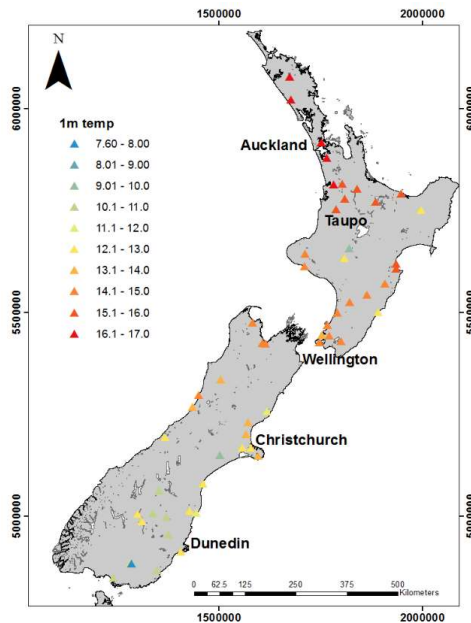 1500000 2000000
N
6000000 6000000
1m temp
7.60 - 8.00
8.01 - 9.00
9.01 - 10.0
10.1 - 11.0
11.1 - 12.0
12.1 - 13.0
13.1 - 14.0
14.1 - 15.0
15.1 - 16.0
16.1 - 17.0
Auckland
Taupo
5500000 5500000
Wellington
Christchurch
5000000 5000000
Dunedin
0 62.5 125 250 375 500
Kilometers
1500000 2000000